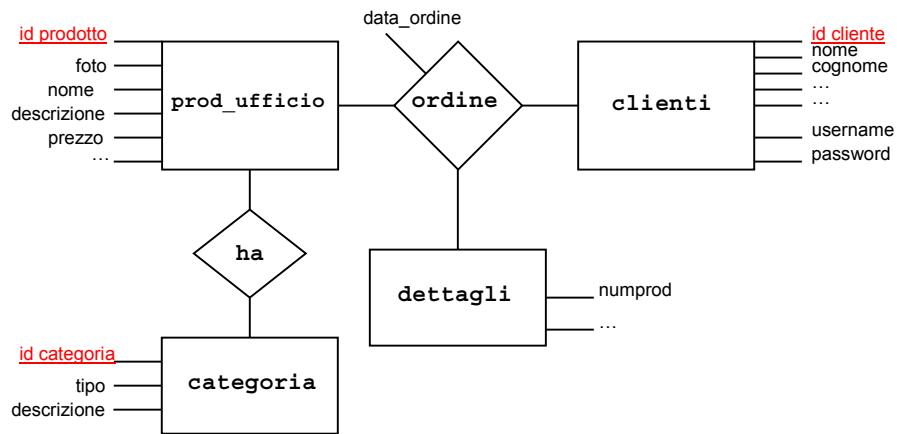 data_ordine
id prodotto
foto
nome
descrizione
prezzo
…
prod_ufficio
ordine
clienti
id cliente
nome
cognome
…
…
username
password
ha
dettagli
numprod
…
id categoria
tipo
descrizione
categoria